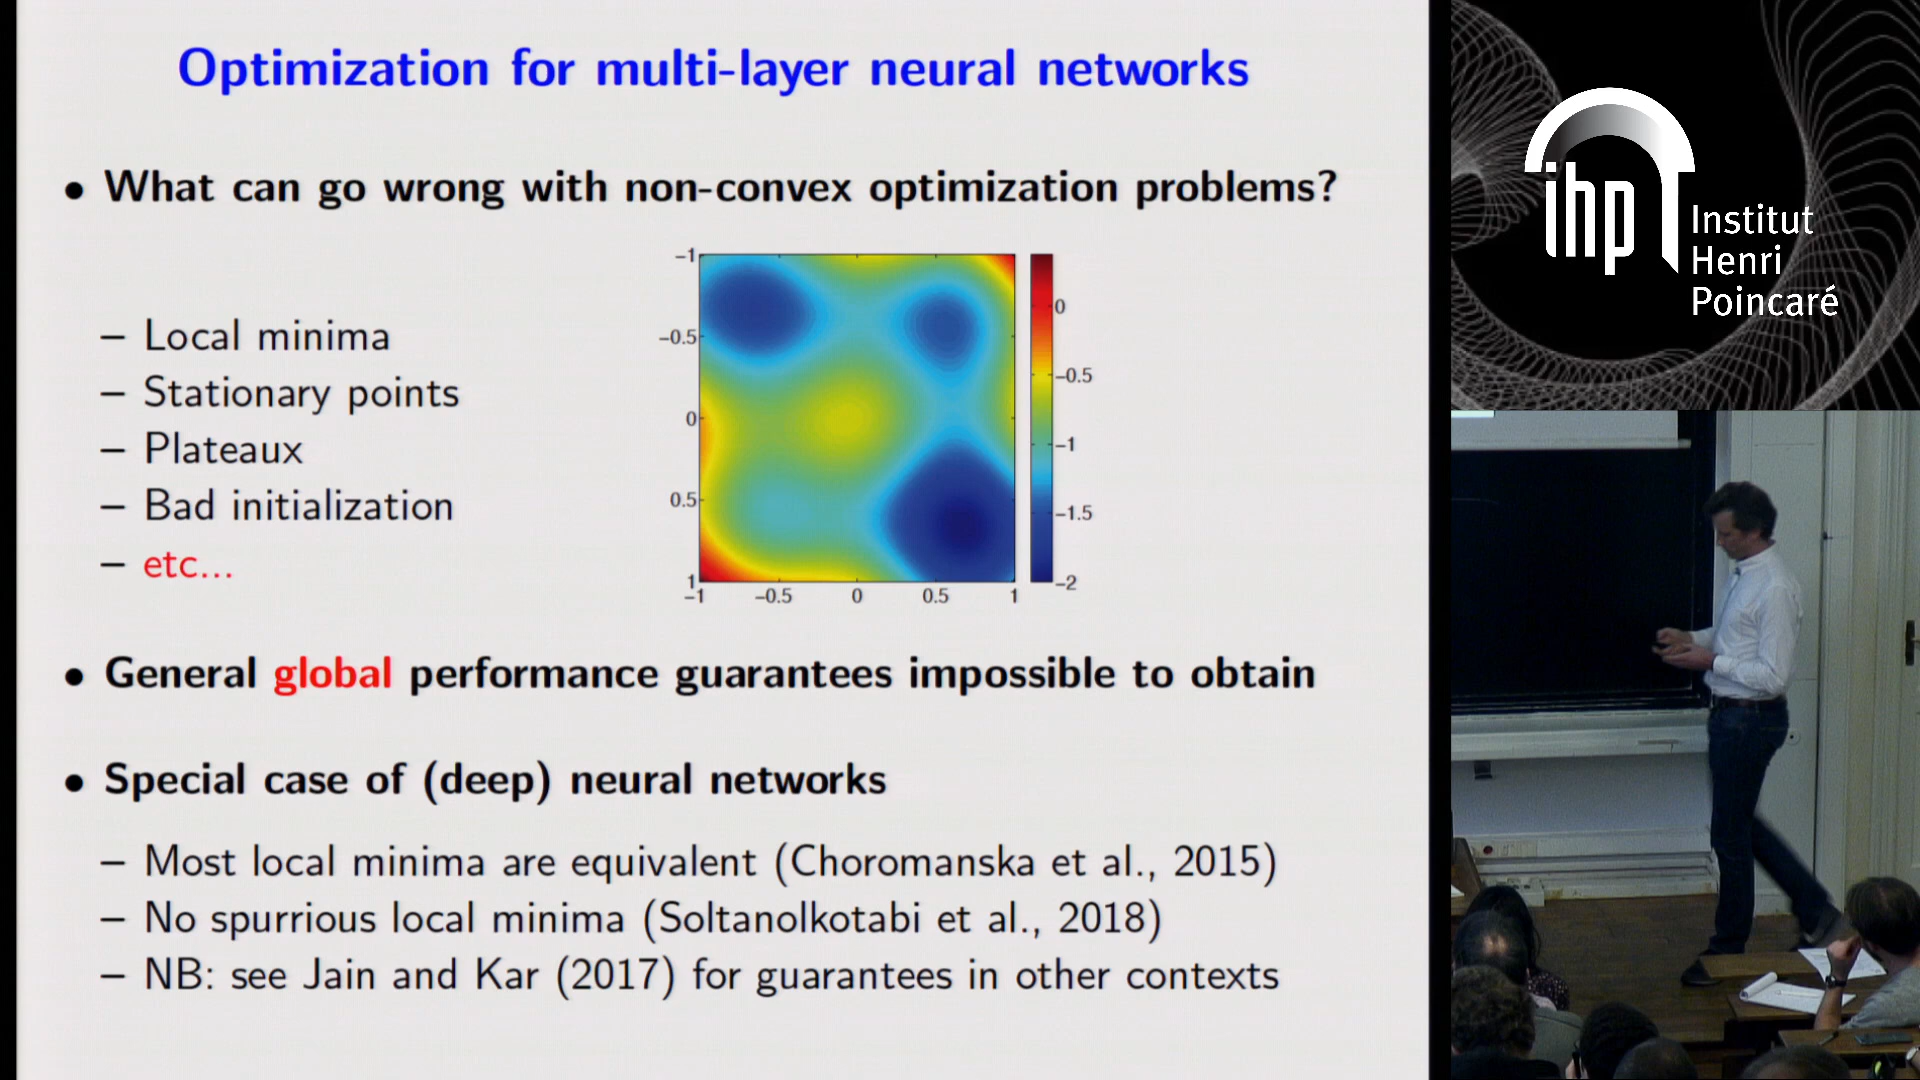 Optimization for multi-layer neural networks
• What can go wrong with non-convex optimization problems?
– Local minima
– Stationary points
– Plateaux
– Bad initialization
– etc...
−1
−0.5
0
0.5
1
−1 −0.5 0 0.5 1
0
−0.5
−1
−1.5
−2
• General global performance guarantees impossible to obtain
• Special case of (deep) neural networks
– Most local minima are equivalent (Choromanska et al., 2015)
– No spurrious local minima (Soltanolkotabi et al., 2018)
– NB: see Jain and Kar (2017) for guarantees in other contexts
ihp
Institut
Henri
Poincaré